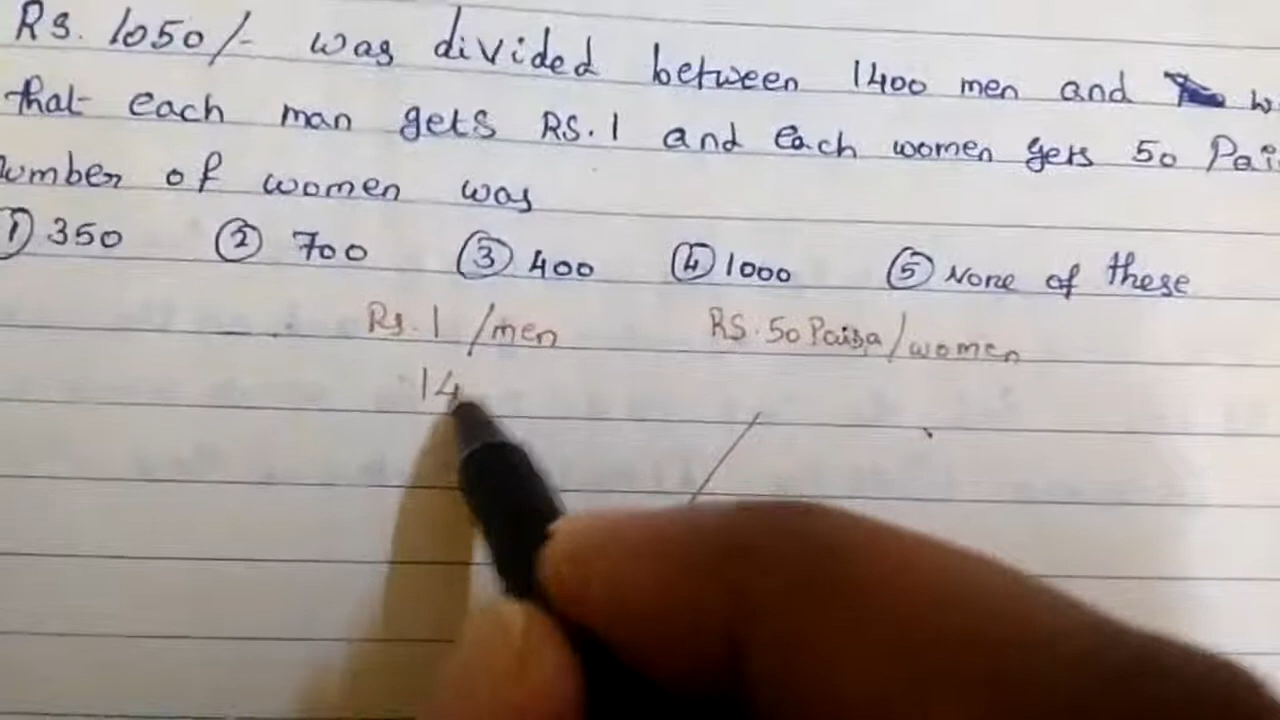 Rs. 1050/- was divided between 1400 men and
that each man gets RS. 1 and each women gets 50
of women was
① 350 ② 700 ③ 400 ④ 1000 ⑤ None of these
Rs. 1 /men RS. 50 Paisa/women
14